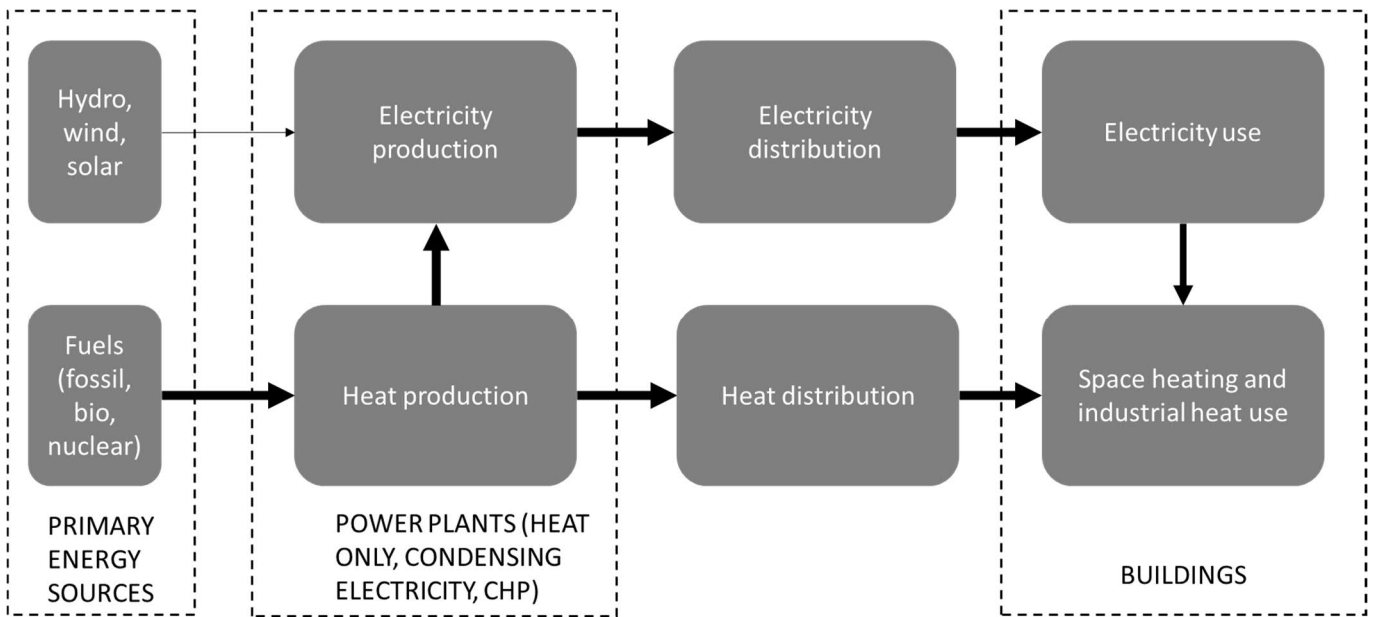 Hydro,
wind,
solar
Electricity
production
Electricity
distribution
Electricity use
Fuels
(fossil,
bio,
nuclear)
Heat production
Heat distribution
Space heating and
industrial heat use
PRIMARY
ENERGY
SOURCES
POWER PLANTS (HEAT
ONLY, CONDENSING
ELECTRICITY, CHP)
BUILDINGS